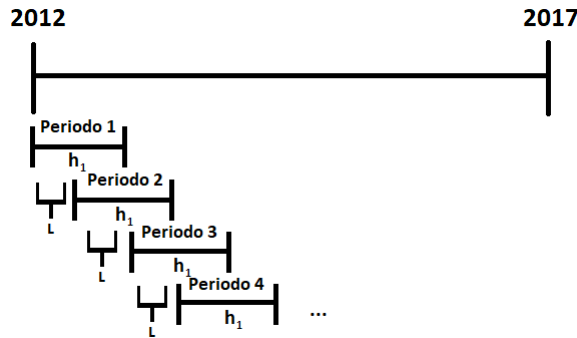 2012 2017
Periodo 1
h1
Periodo 2
L h1
Periodo 3
L h1
Periodo 4
L h1 ...